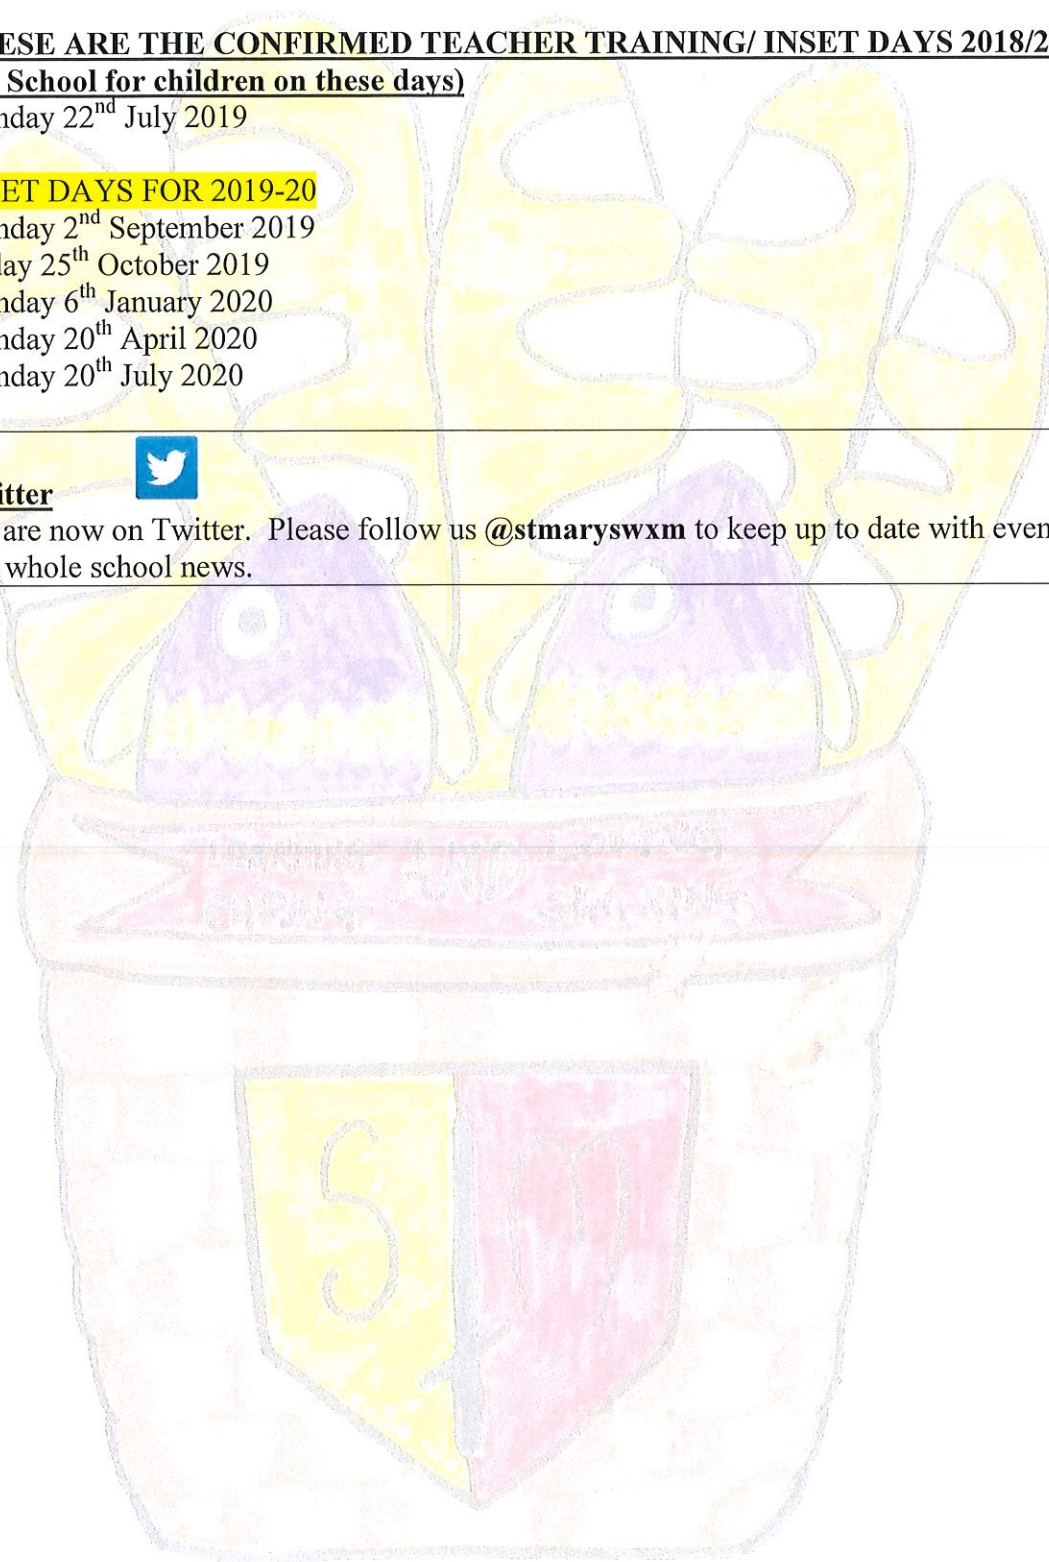 ESE ARE THE CONFIRMED TEACHER TRAINING/ INSET DAYS 2018/2
School for children on these days)
nday 22nd July 2019
ET DAYS FOR 2019-20
nday 2nd September 2019
lay 25th October 2019
nday 6th January 2020
nday 20th April 2020
nday 20th July 2020
itter
are now on Twitter.  Please follow us @stmaryswxm to keep up to date with even
whole school news.
AND
S m